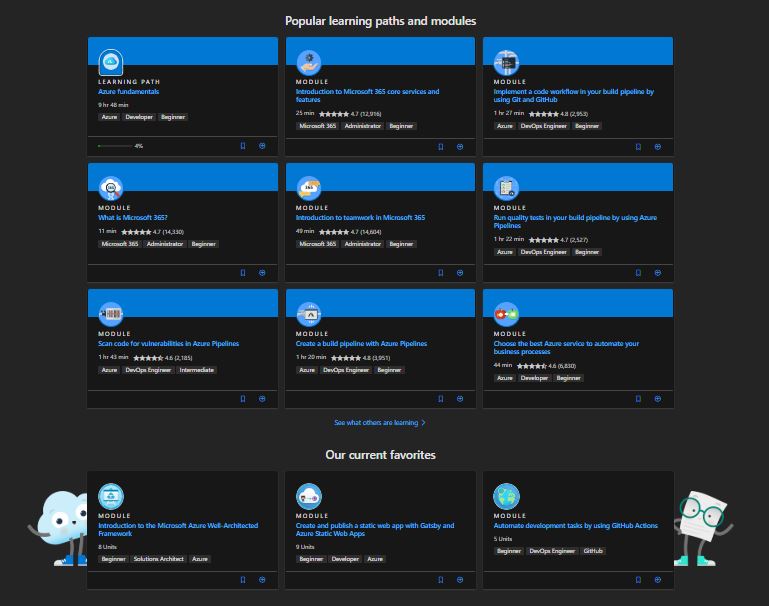 Popular learning paths and modules
LEARNING PATH
Azure fundamentals
9 hr 48 min
Azure Developer Beginner
4%
MODULE
Introduction to Microsoft 365 core services and
features
25 min 4.7 (12,916)
Microsoft 365 Administrator Beginner
MODULE
Implement a code workflow in your build pipeline by
using Git and GitHub
1 hr 27 min 4.8 (2,953)
Azure DevOps Engineer Beginner
MODULE
What is Microsoft 365?
11 min 4.7 (14,330)
Microsoft 365 Administrator Beginner
MODULE
Introduction to teamwork in Microsoft 365
49 min 4.7 (14,604)
Microsoft 365 Administrator Beginner
MODULE
Run quality tests in your build pipeline by using Azure
Pipelines
1 hr 22 min 4.7 (2,527)
Azure DevOps Engineer Beginner
MODULE
Scan code for vulnerabilities in Azure Pipelines
1 hr 43 min 4.6 (2,185)
Azure DevOps Engineer Intermediate
MODULE
Create a build pipeline with Azure Pipelines
1 hr 20 min 4.8 (3,951)
Azure DevOps Engineer Beginner
MODULE
Choose the best Azure service to automate your
business processes
44 min 4.6 (6,830)
Azure Developer Beginner
See what others are learning
Our current favorites
MODULE
Introduction to the Microsoft Azure Well-Architected
Framework
8 Units
Beginner Solutions Architect Azure
MODULE
Create and publish a static web app with Gatsby and
Azure Static Web Apps
9 Units
Beginner Developer Azure
MODULE
Automate development tasks by using GitHub Actions
5 Units
Beginner DevOps Engineer GitHub